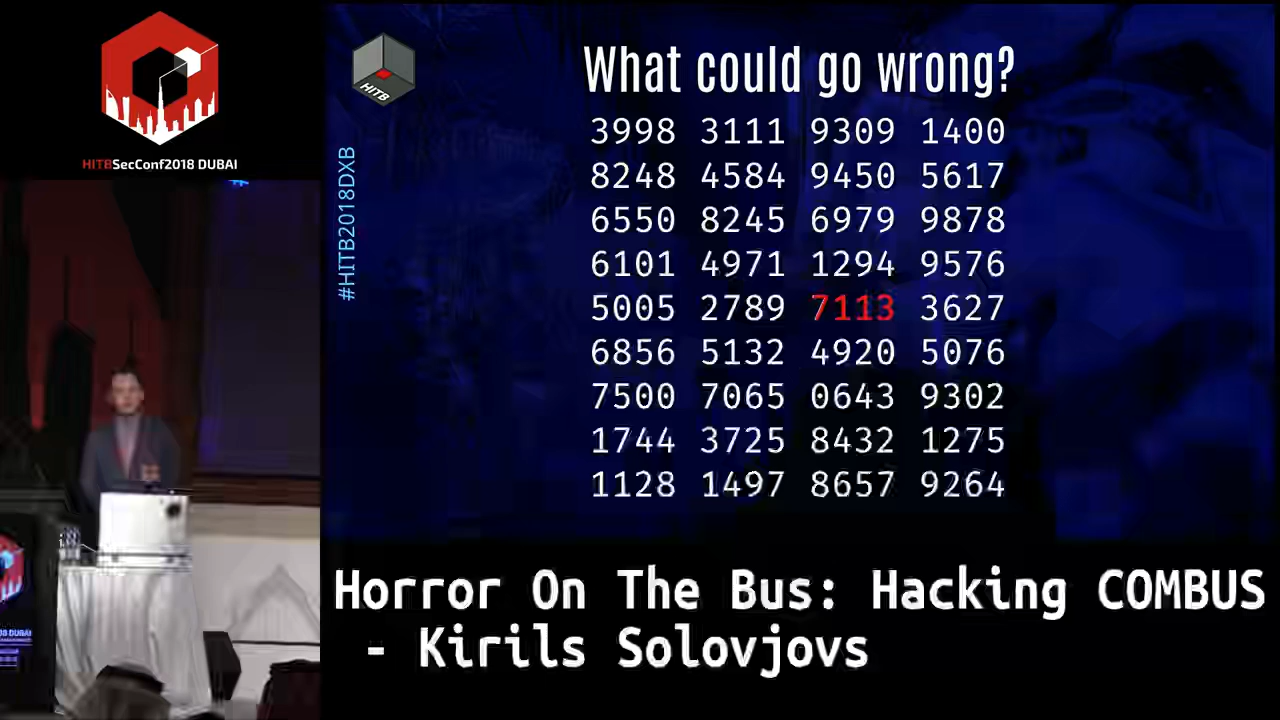 HITBSecConf2018 DUBAI
HITB
#HITB2018DXB
What could go wrong?
3998 3111 9309 1400
8248 4584 9450 5617
6550 8245 6979 9878
6101 4971 1294 9576
5005 2789 7113 3627
6856 5132 4920 5076
7500 7065 0643 9302
1744 3725 8432 1275
1128 1497 8657 9264
Horror On The Bus: Hacking COMBUS
- Kirils Solovjovs